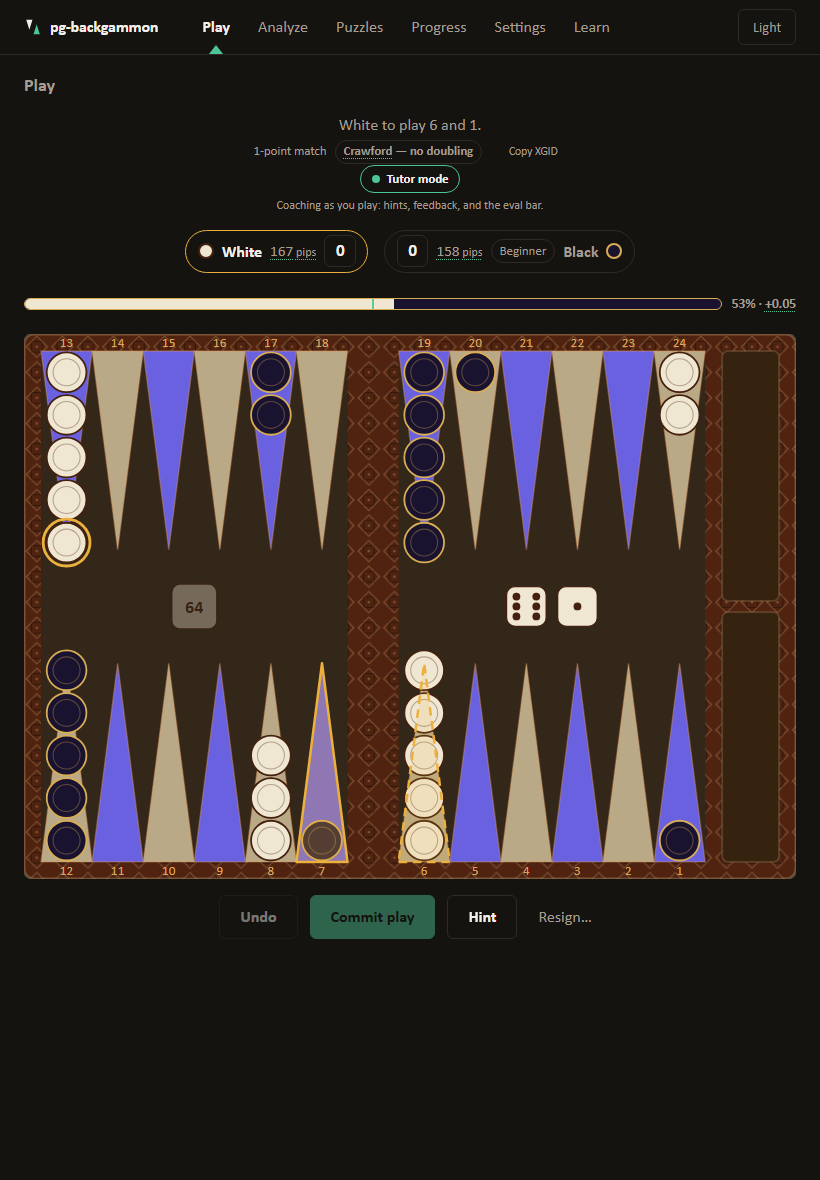 pg-backgammon Play Analyze Puzzles Progress Settings Learn Light
Play
White to play 6 and 1.
1-point match Crawford — no doubling Copy XGID
Tutor mode
Coaching as you play: hints, feedback, and the eval bar.
White 167 pips 0 0 158 pips Beginner Black
53% · +0.05
13 14 15 16 17 18 19 20 21 22 23 24
64
12 11 10 9 8 7 6 5 4 3 2 1
Undo Commit play Hint Resign...